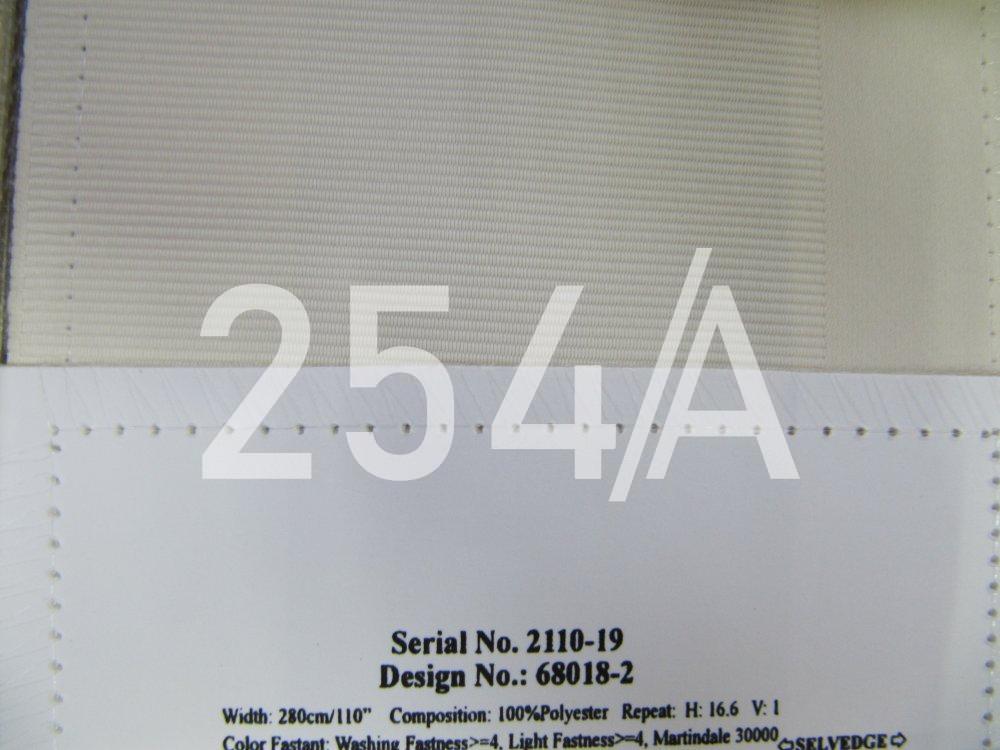 254/A
Serial No. 2110-19
Design No.: 68018-2
Width: 280cm/110” Composition: 100%Polyester Repeat: H: 16.6 V: 1
Color Fastant: Washing Fastness>=4, Light Fastness>=4, Martindale 30000 ⇦SELVEDGE⇨